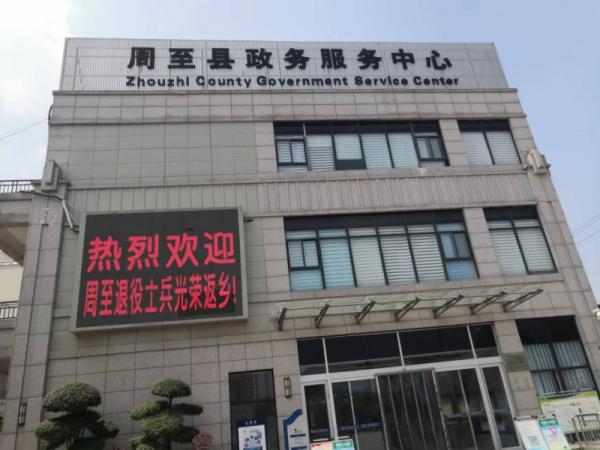 周至县政务服务中心
Zhouzhi County Government Service Center
热烈欢迎
周至退役士兵光荣返乡!